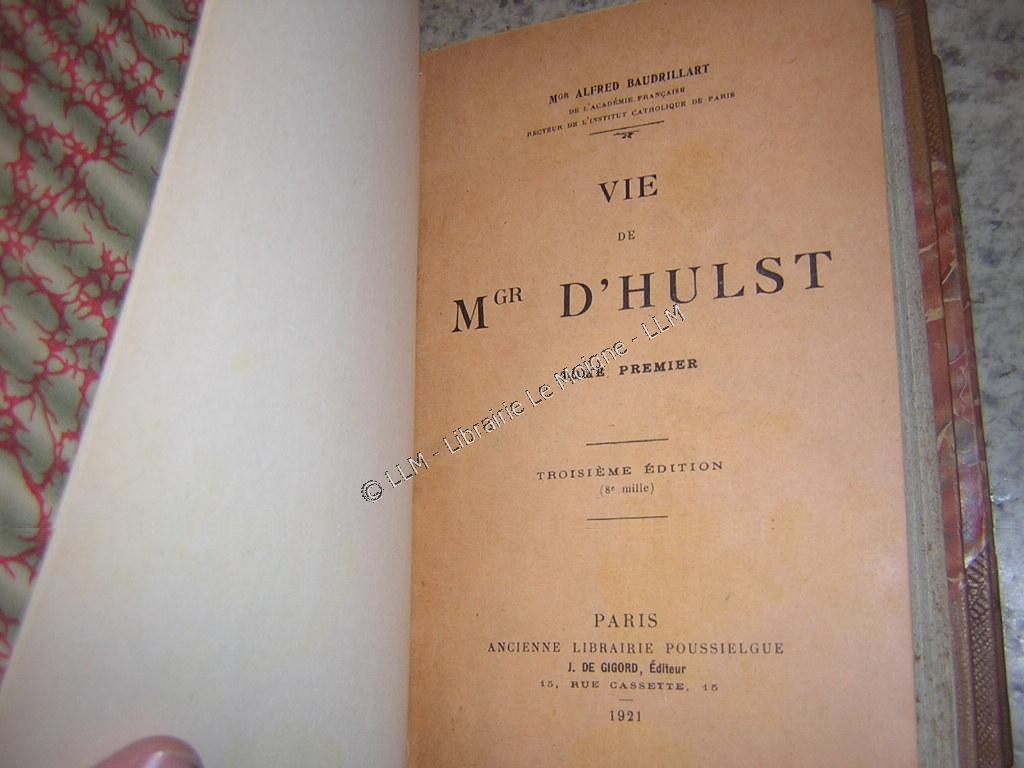 Mgr ALFRED BAUDRILLART
DE L'ACADÉMIE FRANÇAISE
RECTEUR DE L'INSTITUT CATHOLIQUE DE PARIS
VIE
DE
MGR D'HULST
TOME PREMIER
© LLM - Librairie Le Moigne - LLM
TROISIÈME ÉDITION
(8e mille)
PARIS
ANCIENNE LIBRAIRIE POUSSIELGUE
J. DE GIGORD, Éditeur
15, RUE CASSETTE, 15
1921